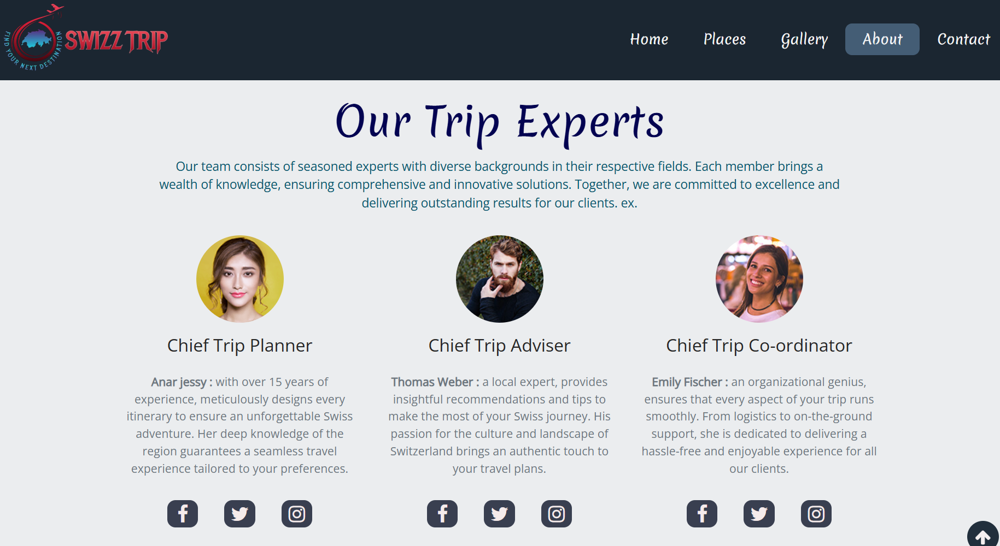 FIND YOUR NEXT DESTINATION
SWIZZ TRIP
Home Places Gallery About Contact
Our Trip Experts
Our team consists of seasoned experts with diverse backgrounds in their respective fields. Each member brings a
wealth of knowledge, ensuring comprehensive and innovative solutions. Together, we are committed to excellence and
delivering outstanding results for our clients. ex.
Chief Trip Planner
Anar jessy : with over 15 years of
experience, meticulously designs every
itinerary to ensure an unforgettable Swiss
adventure. Her deep knowledge of the
region guarantees a seamless travel
experience tailored to your preferences.
Chief Trip Adviser
Thomas Weber : a local expert, provides
insightful recommendations and tips to
make the most of your Swiss journey. His
passion for the culture and landscape of
Switzerland brings an authentic touch to
your travel plans.
Chief Trip Co-ordinator
Emily Fischer : an organizational genius,
ensures that every aspect of your trip runs
smoothly. From logistics to on-the-ground
support, she is dedicated to delivering a
hassle-free and enjoyable experience for all
our clients.